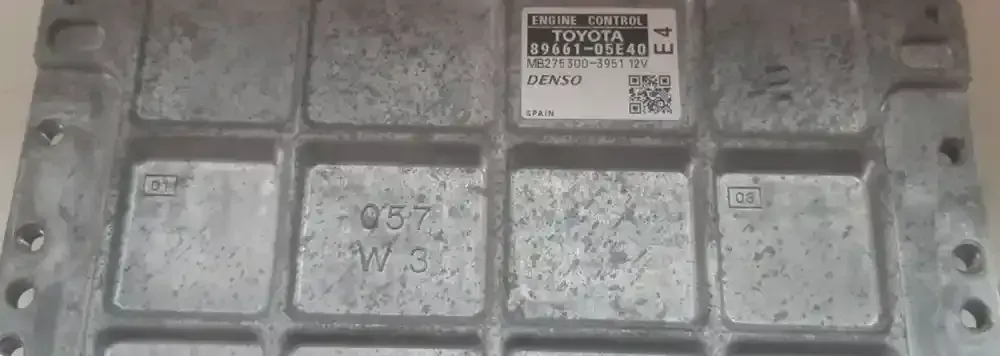 ENGINE CONTROL
TOYOTA
89661-05E40
E4
MB275300-3951 12V
DENSO
SPAIN
01
057
W 3
03